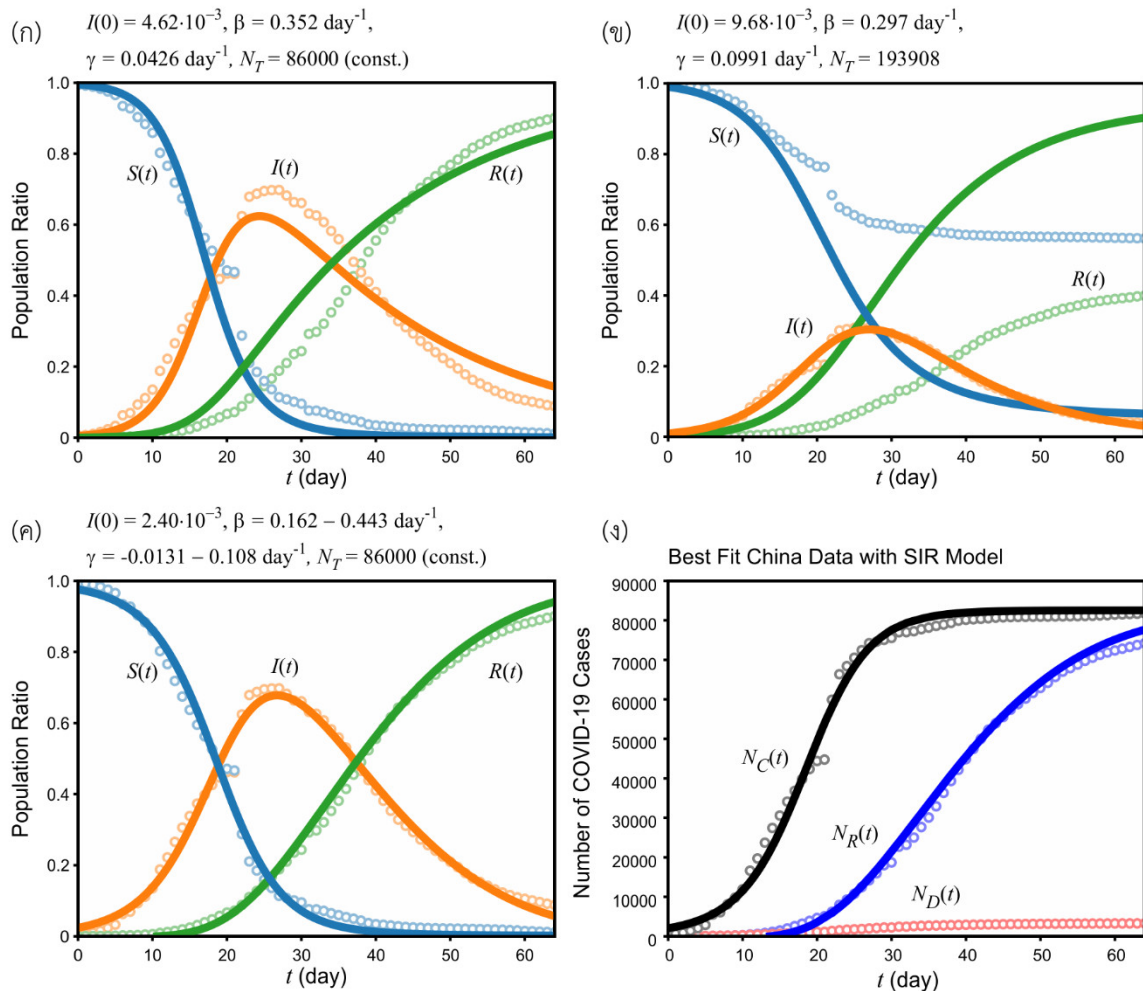 (ก)
I(0) = 4.62·10⁻³, β = 0.352 day⁻¹,
γ = 0.0426 day⁻¹, N_T = 86000 (const.)
Population Ratio
1.0
0.8
0.6
0.4
0.2
0
S(t)
I(t)
R(t)
0 10 20 30 40 50 60
t (day)
(ข)
I(0) = 9.68·10⁻³, β = 0.297 day⁻¹,
γ = 0.0991 day⁻¹, N_T = 193908
Population Ratio
1.0
0.8
0.6
0.4
0.2
0
S(t)
I(t)
R(t)
0 10 20 30 40 50 60
t (day)
(ค)
I(0) = 2.40·10⁻³, β = 0.162 – 0.443 day⁻¹,
γ = -0.0131 – 0.108 day⁻¹, N_T = 86000 (const.)
Population Ratio
1.0
0.8
0.6
0.4
0.2
0
S(t)
I(t)
R(t)
0 10 20 30 40 50 60
t (day)
(ง)
Best Fit China Data with SIR Model
Number of COVID-19 Cases
90000
80000
70000
60000
50000
40000
30000
20000
10000
0
N_C(t)
N_R(t)
N_D(t)
0 10 20 30 40 50 60
t (day)